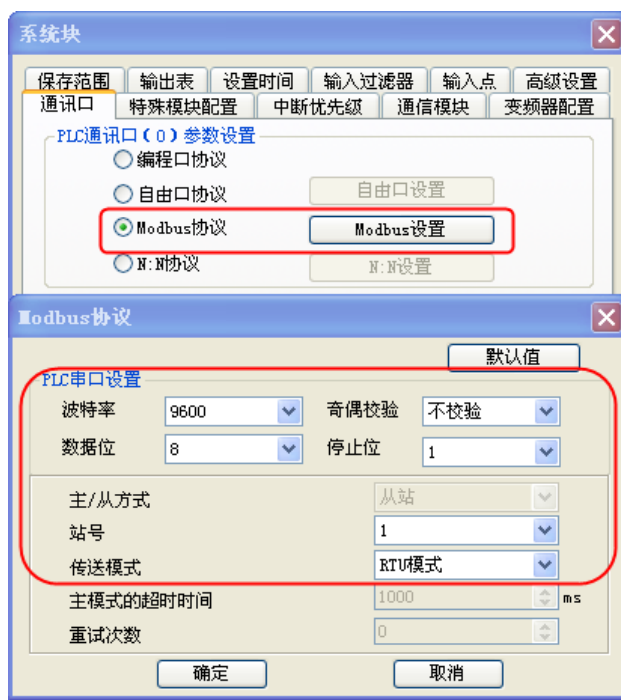 系统块
保存范围 输出表 设置时间 输入过滤器 输入点 高级设置
通讯口 特殊模块配置 中断优先级 通信模块 变频器配置
PLC通讯口(0)参数设置
编程口协议
自由口协议 自由口设置
Modbus协议 Modbus设置
N:N协议 N:N设置
Modbus协议
默认值
PLC串口设置
波特率 9600 奇偶校验 不校验
数据位 8 停止位 1
主/从方式 从站
站号 1
传送模式 RTU模式
主模式的超时时间 1000 ms
重试次数 0
确定 取消